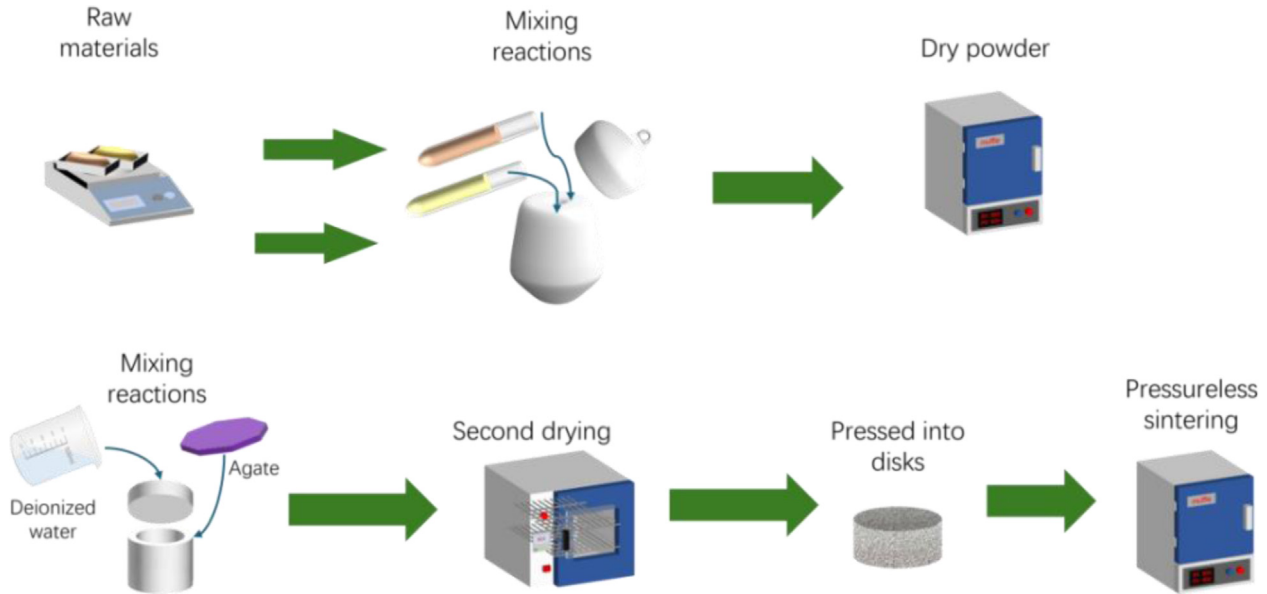 Raw
materials
Mixing
reactions
Dry powder
Mixing
reactions
Deionized
water
Agate
Second drying
Pressed into
disks
Pressureless
sintering